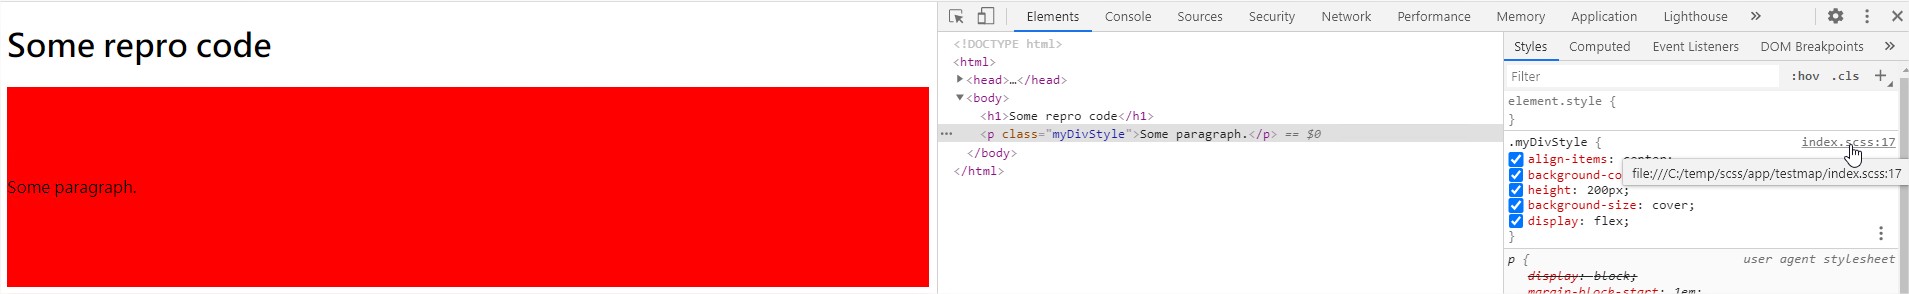 Some repro code
Some paragraph.
Elements Console Sources Security Network Performance Memory Application Lighthouse »
<!DOCTYPE html>
<html>
<head>…</head>
<body>
<h1>Some repro code</h1>
<p class="myDivStyle">Some paragraph.</p> == $0
</body>
</html>
Styles Computed Event Listeners DOM Breakpoints »
Filter :hov .cls +
element.style {
}
.myDivStyle { index.scss:17
align-items: center;
background-co
file:///C:/temp/scss/app/testmap/index.scss:17
height: 200px;
background-size: cover;
display: flex;
}
p { user agent stylesheet
display: block;
margin-block-start: 1em;